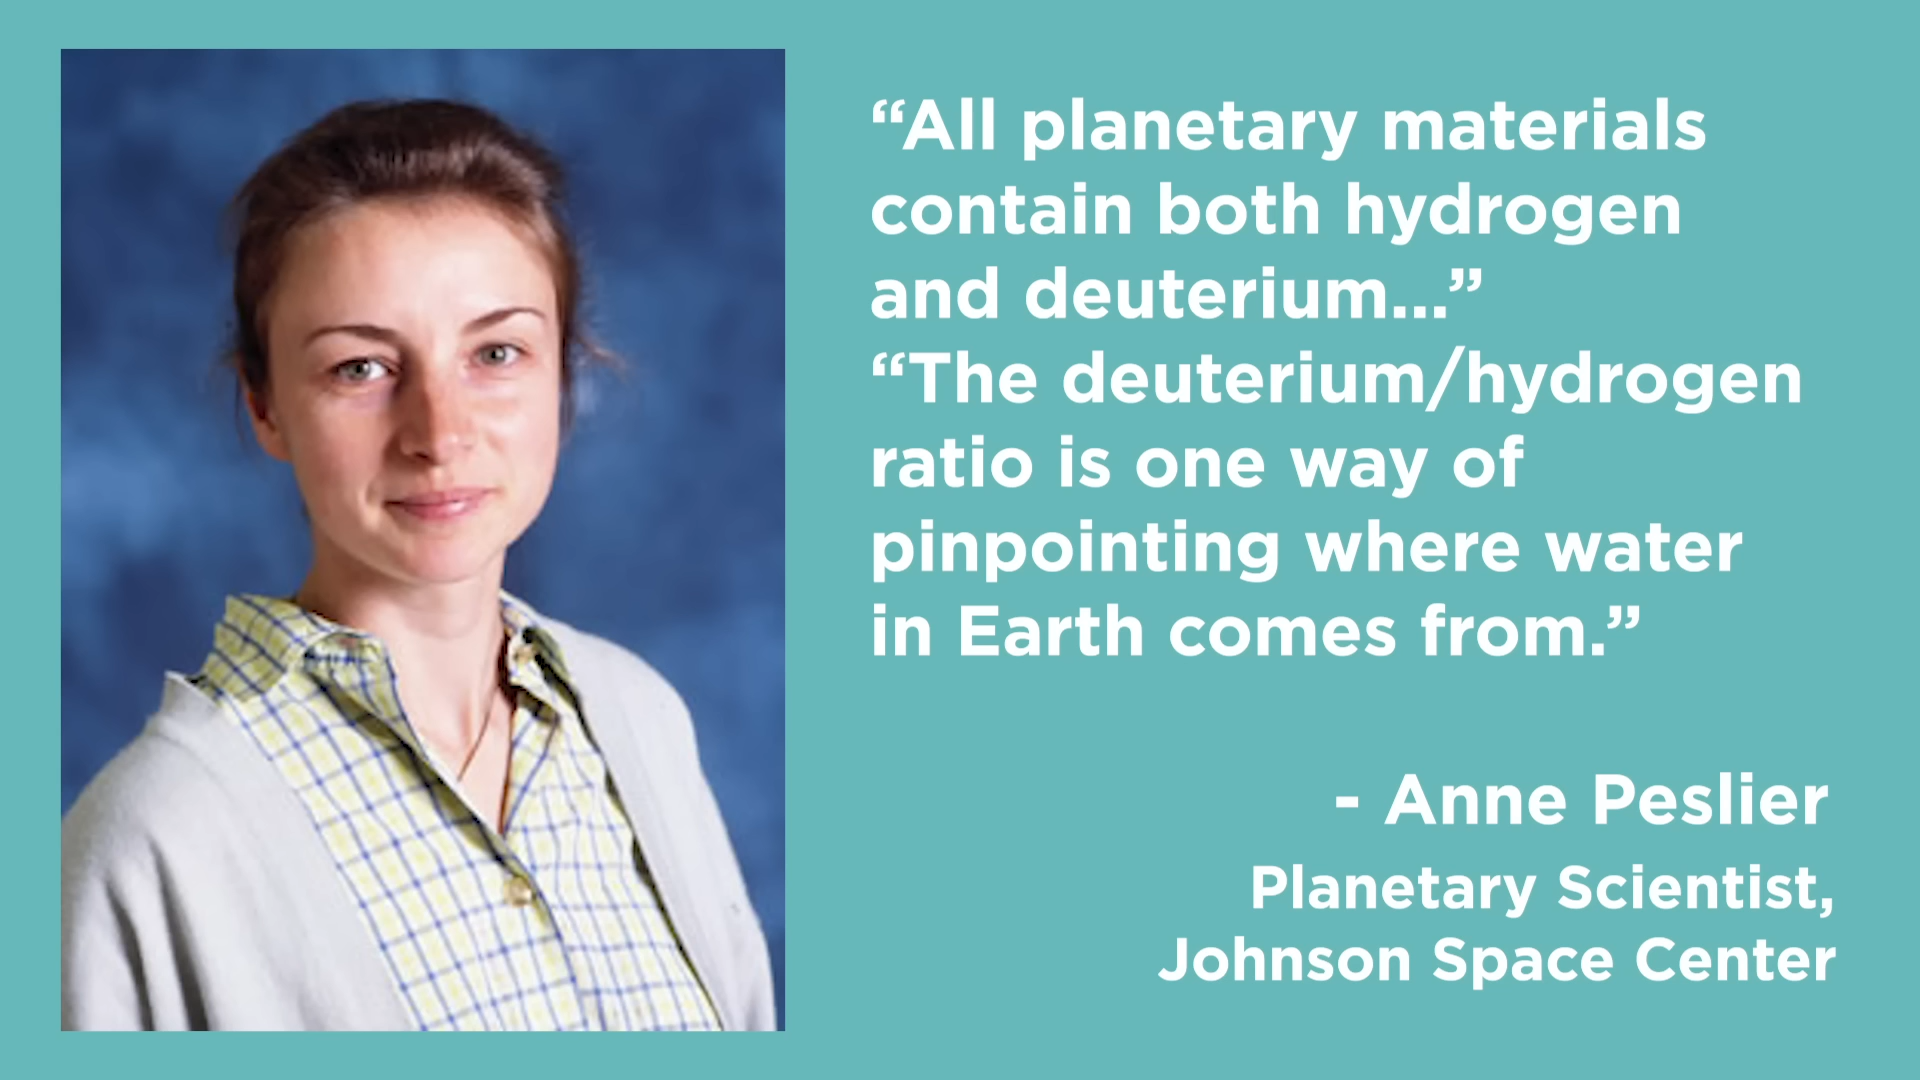 “All planetary materials
contain both hydrogen
and deuterium...”
“The deuterium/hydrogen
ratio is one way of
pinpointing where water
in Earth comes from.”
- Anne Peslier
Planetary Scientist,
Johnson Space Center